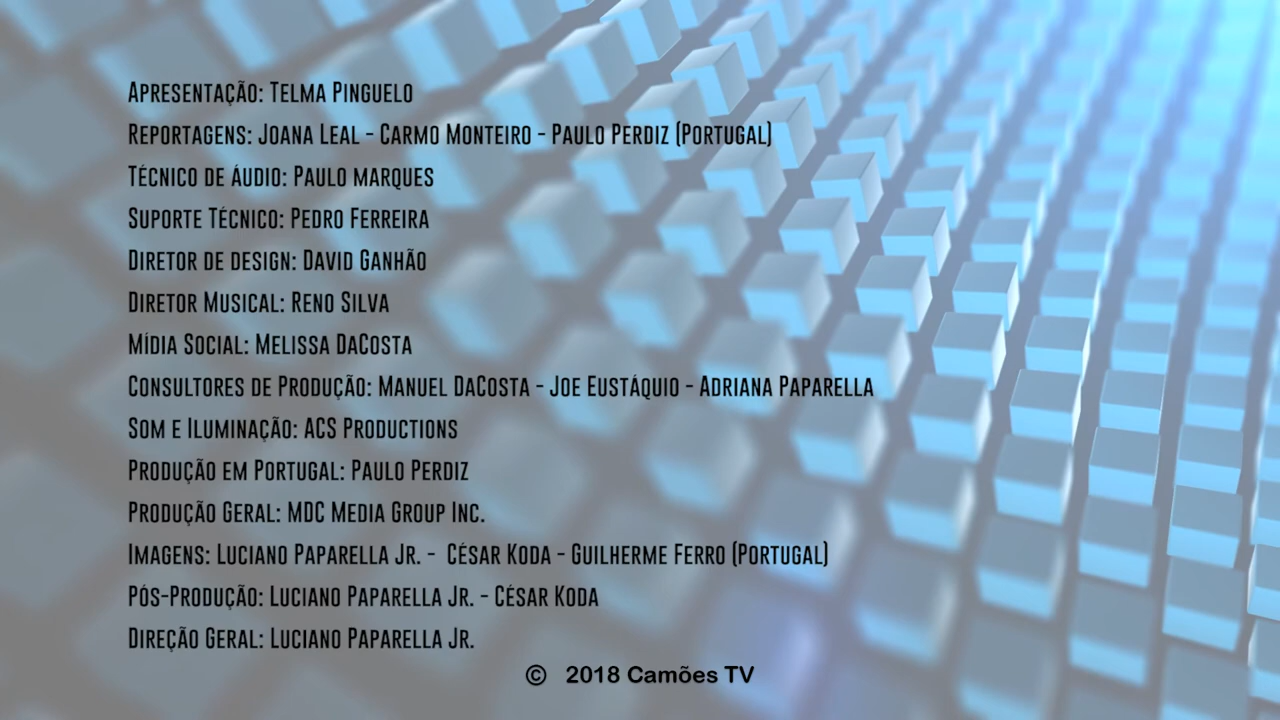 Apresentação: Telma Pinguelo
Reportagens: Joana Leal - Carmo Monteiro - Paulo Perdiz (Portugal)
Técnico de áudio: Paulo marques
Suporte Técnico: Pedro Ferreira
Diretor de design: David Ganhão
Diretor Musical: Reno Silva
Mídia Social: Melissa DaCosta
Consultores de Produção: Manuel DaCosta - Joe Eustáquio - Adriana Paparella
Som e Iluminação: ACS Productions
Produção em Portugal: Paulo Perdiz
Produção Geral: MDC Media Group Inc.
Imagens: Luciano Paparella Jr. - César Koda - Guilherme Ferro (Portugal)
Pós-Produção: Luciano Paparella Jr. - César Koda
Direção Geral: Luciano Paparella Jr.
© 2018 Camões TV